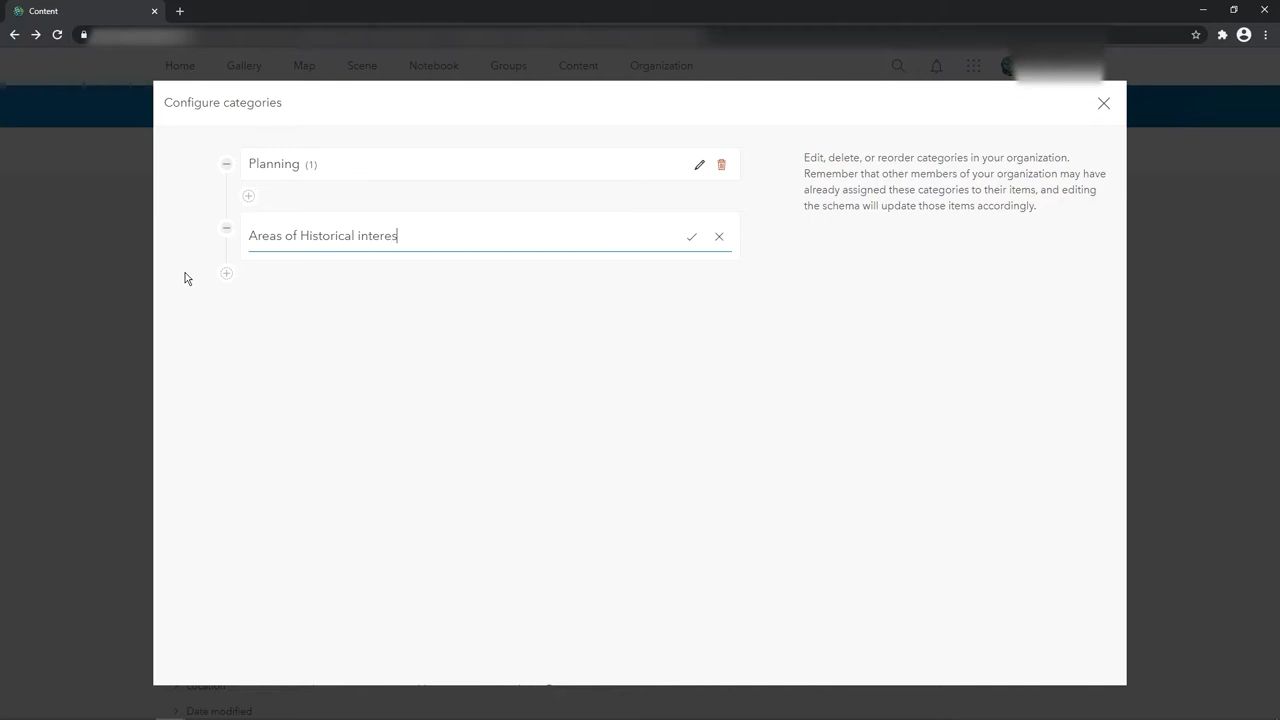 Content
Home Gallery Map Scene Notebook Groups Content Organization
Configure categories
Planning (1)
Areas of Historical interes
Edit, delete, or reorder categories in your organization.
Remember that other members of your organization may have
already assigned these categories to their items, and editing
the schema will update those items accordingly.
Location
Date modified